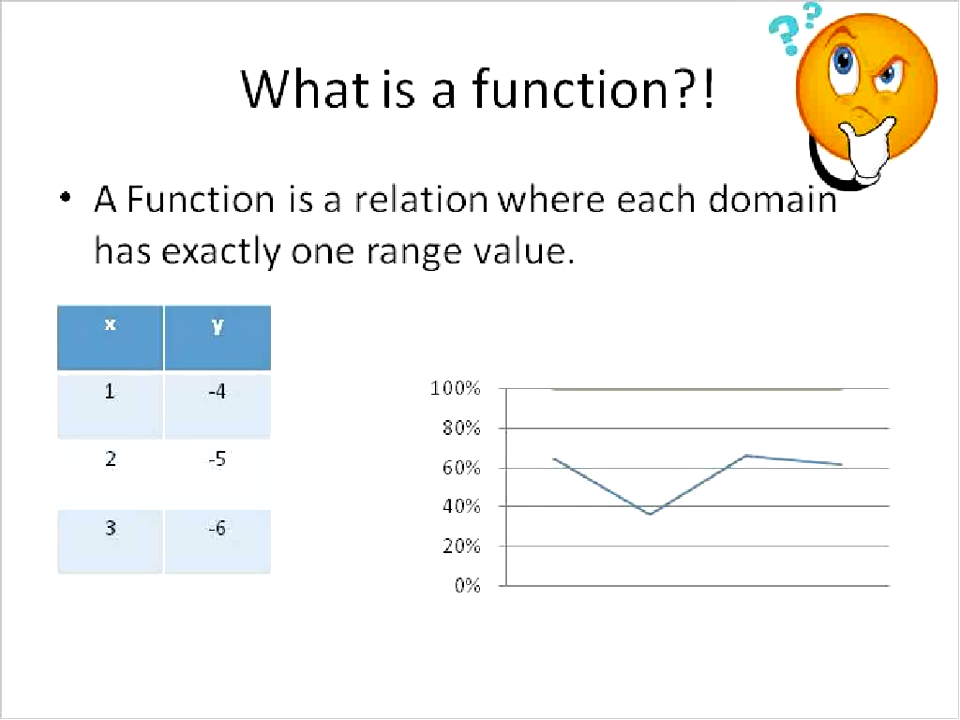 ??
What is a function?!
• A Function is a relation where each domain
has exactly one range value.
x y
1 -4
2 -5
3 -6
100%
80%
60%
40%
20%
0%